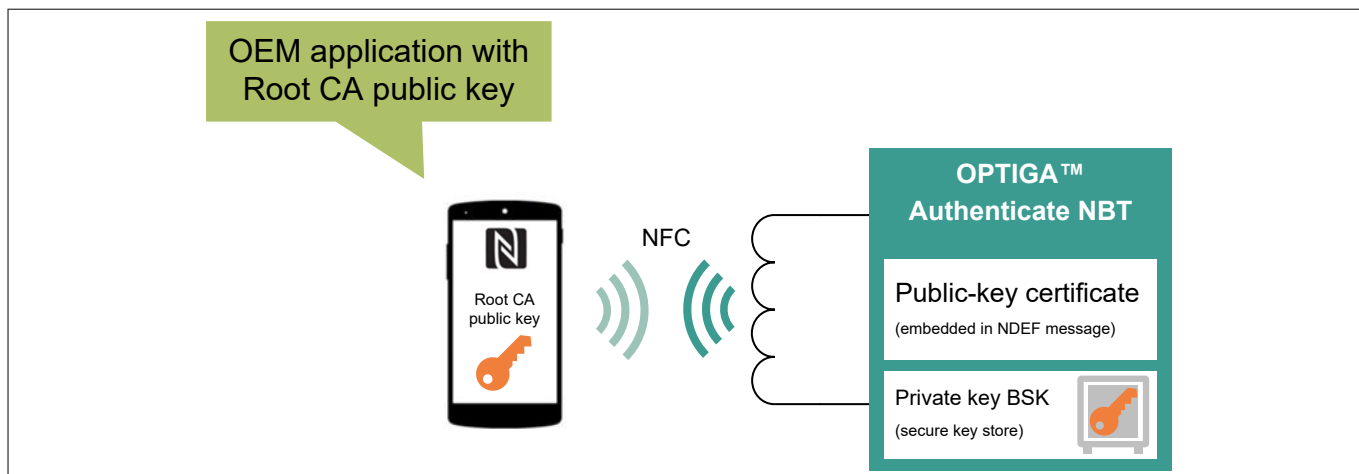 OEM application with
Root CA public key
NFC
Root CA
public key
OPTIGA™
Authenticate NBT
Public-key certificate
(embedded in NDEF message)
Private key BSK
(secure key store)